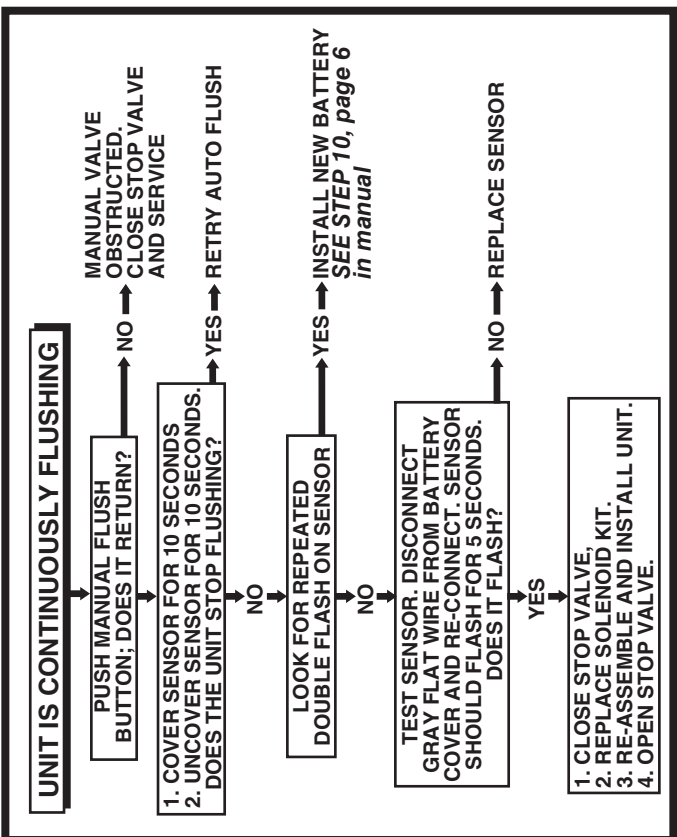 UNIT IS CONTINUOUSLY FLUSHING
PUSH MANUAL FLUSH
BUTTON; DOES IT RETURN?
NO
MANUAL VALVE
OBSTRUCTED.
CLOSE STOP VALVE
AND SERVICE
1. COVER SENSOR FOR 10 SECONDS
2. UNCOVER SENSOR FOR 10 SECONDS.
DOES THE UNIT STOP FLUSHING?
YES
RETRY AUTO FLUSH
NO
LOOK FOR REPEATED
DOUBLE FLASH ON SENSOR
YES
INSTALL NEW BATTERY
SEE STEP 10, page 6
in manual
NO
TEST SENSOR. DISCONNECT
GRAY FLAT WIRE FROM BATTERY
COVER AND RE-CONNECT. SENSOR
SHOULD FLASH FOR 5 SECONDS.
DOES IT FLASH?
NO
REPLACE SENSOR
YES
1. CLOSE STOP VALVE,
2. REPLACE SOLENOID KIT.
3. RE-ASSEMBLE AND INSTALL UNIT.
4. OPEN STOP VALVE.